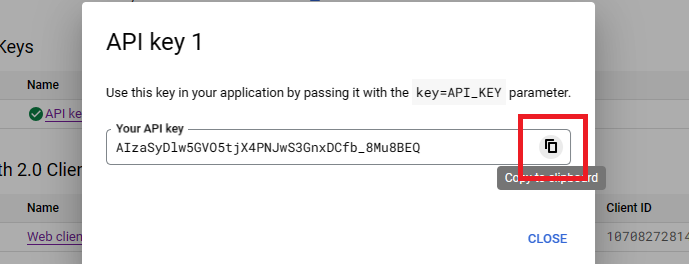 API key 1
Keys
Use this key in your application by passing it with the key=API_KEY parameter.
Name
Your API key
API ke
AIzaSyDlw5GVO5tjX4PNJwS3GnxDCfb_8Mu8BEQ
Copy to clipboard
th 2.0 Clien
Name
Client ID
Web clien
CLOSE
10708272814